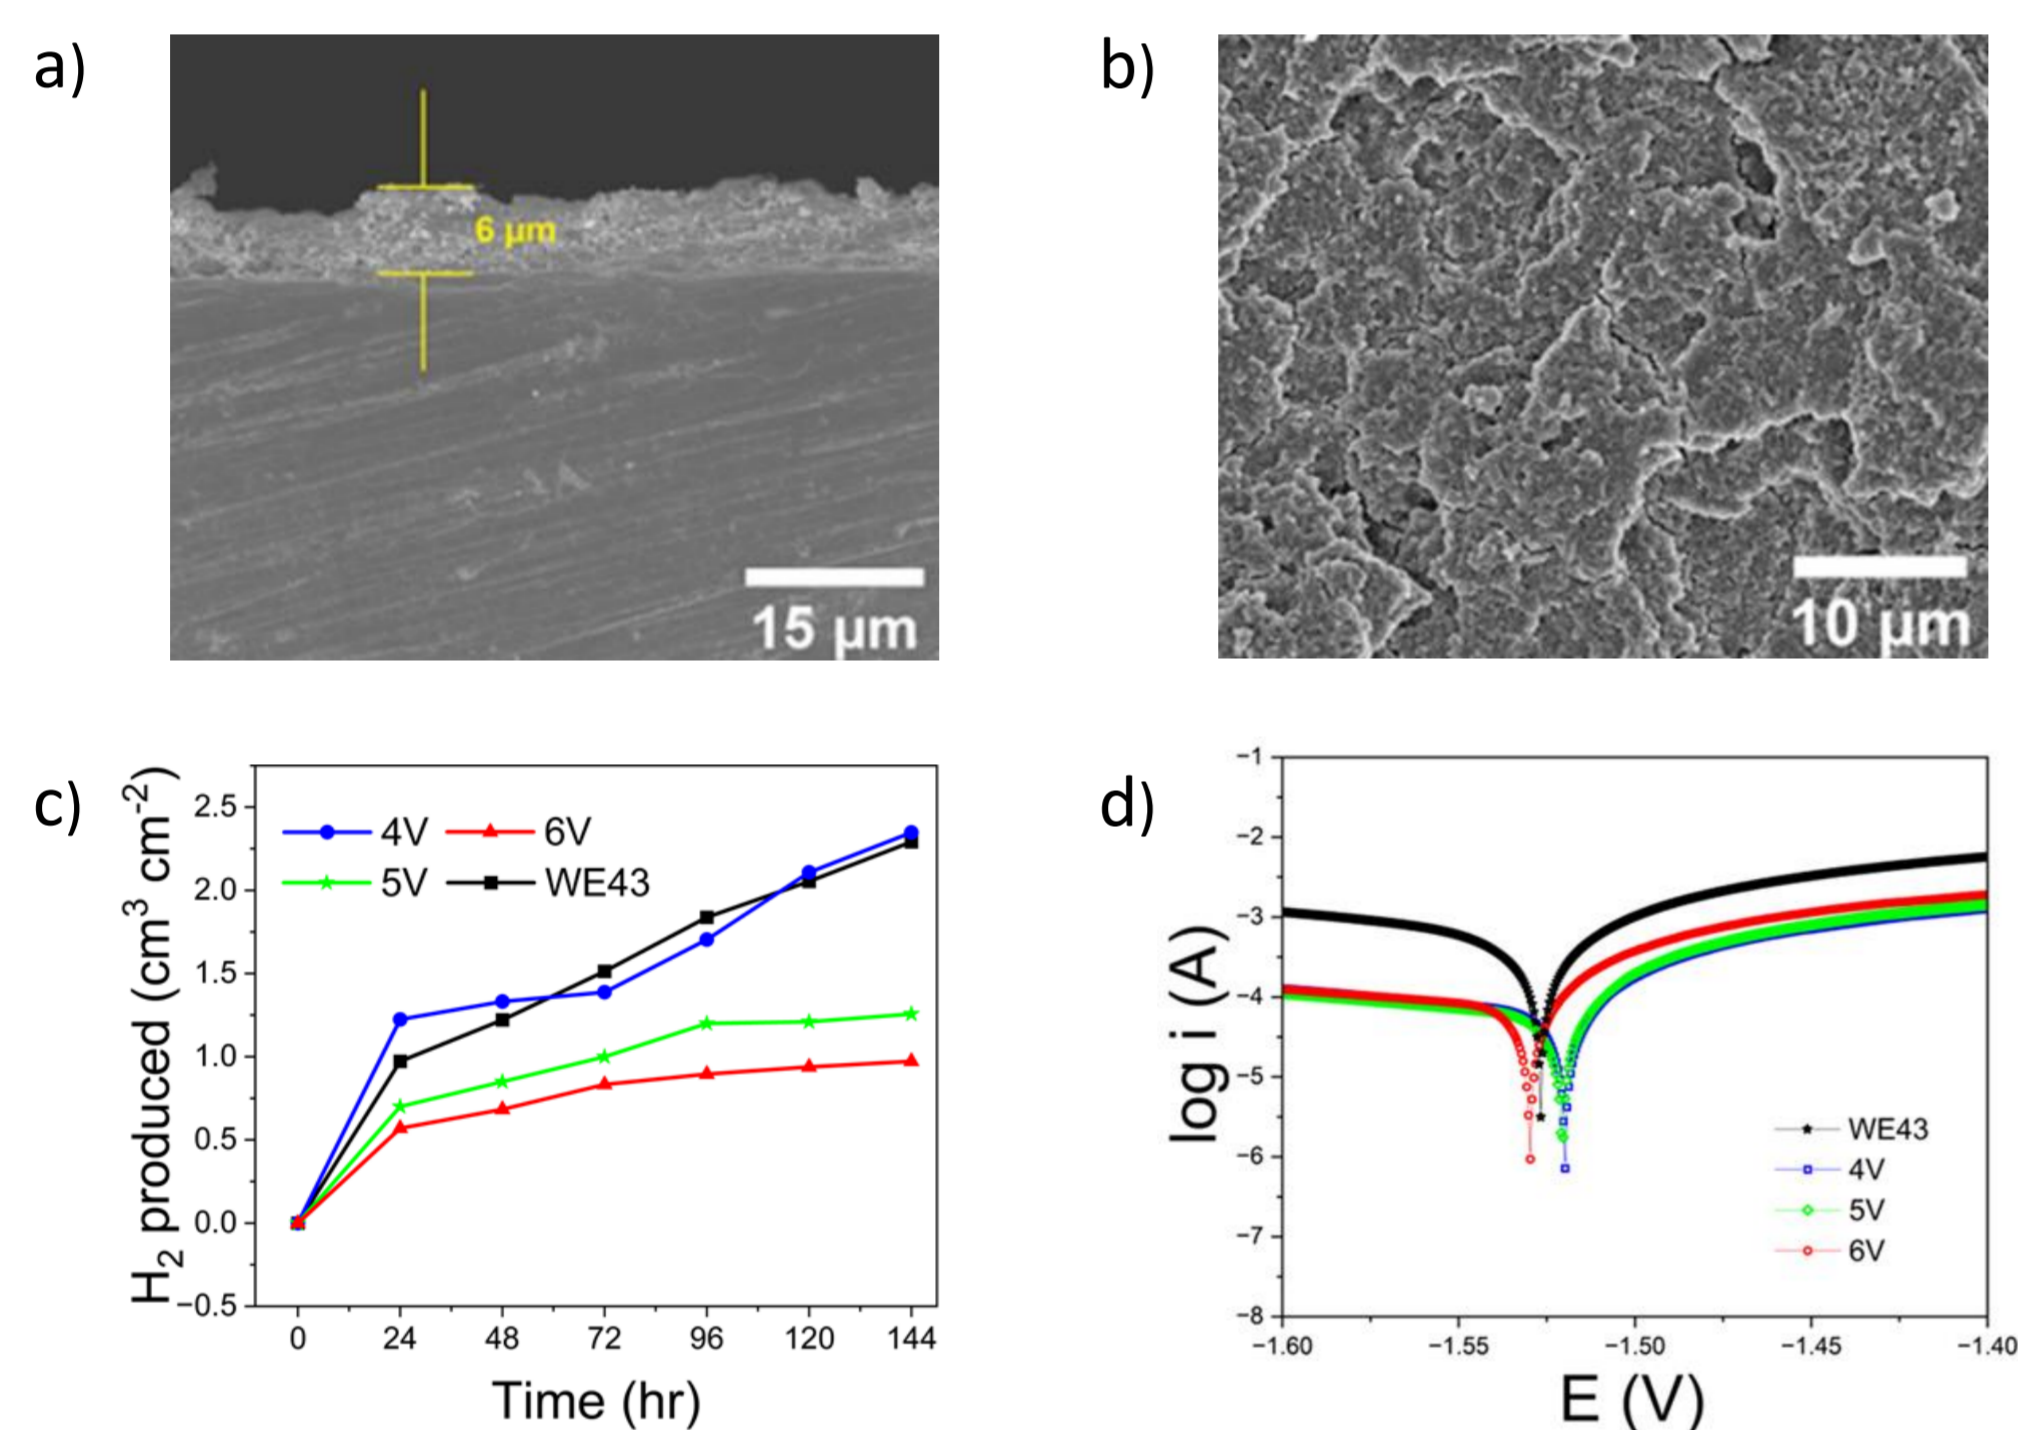 a)
6 µm
15 µm
b)
10 µm
c)
H2 produced (cm3 cm-2)
2.5
2.0
1.5
1.0
0.5
0.0
−0.5
4V
6V
5V
WE43
0 24 48 72 96 120 144
Time (hr)
d)
log i (A)
−1
−2
−3
−4
−5
−6
−7
−8
WE43
4V
5V
6V
−1.60 −1.55 −1.50 −1.45 −1.40
E (V)